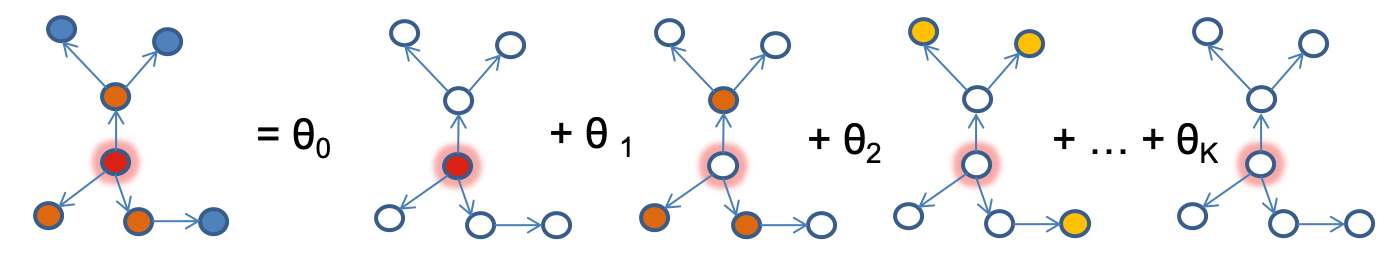 = θ0 + θ 1 + θ2 + ... + θK